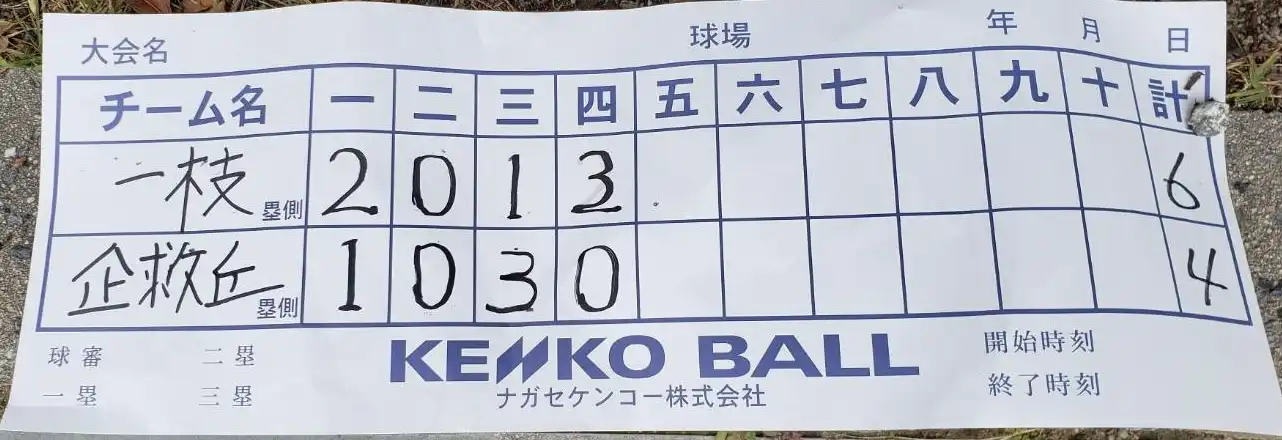 大会名 球場 年 月 日
チーム名 一 二 三 四 五 六 七 八 九 十 計
一枝 塁側 2 0 1 3 6
企救丘 塁側 1 0 3 0 4
球審 二塁 KENKO BALL 開始時刻
一塁 三塁 ナガセケンコー株式会社 終了時刻